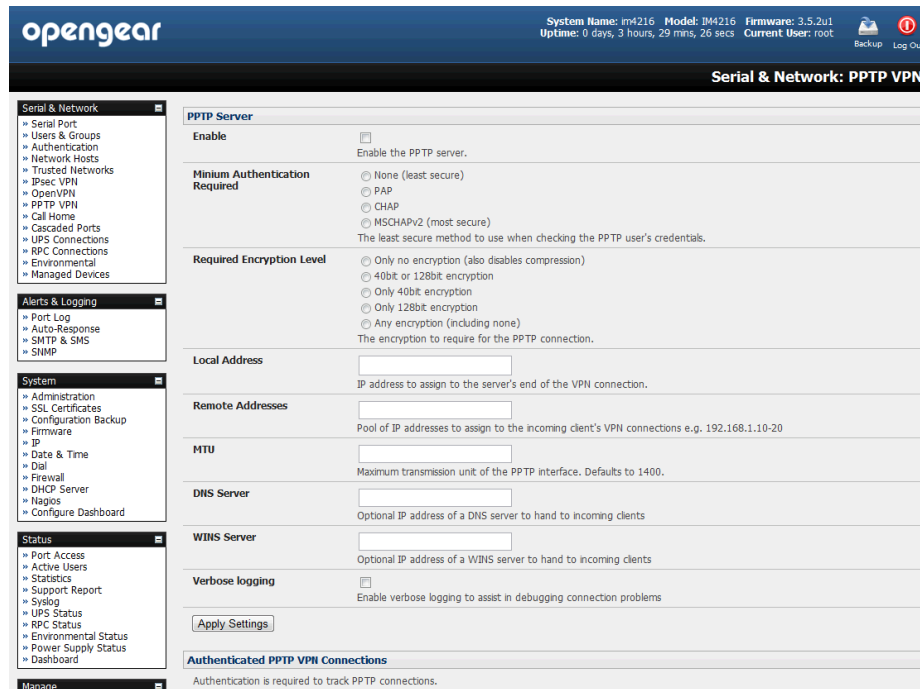 opengear
System Name: im4216 Model: IM4216 Firmware: 3.5.2u1
Uptime: 0 days, 3 hours, 29 mins, 26 secs Current User: root
Backup
Log Ou
Serial & Network: PPTP VPN
Serial & Network
» Serial Port
» Users & Groups
» Authentication
» Network Hosts
» Trusted Networks
» IPsec VPN
» OpenVPN
» PPTP VPN
» Call Home
» Cascaded Ports
» UPS Connections
» RPC Connections
» Environmental
» Managed Devices
Alerts & Logging
» Port Log
» Auto-Response
» SMTP & SMS
» SNMP
System
» Administration
» SSL Certificates
» Configuration Backup
» Firmware
» IP
» Date & Time
» Dial
» Firewall
» DHCP Server
» Nagios
» Configure Dashboard
Status
» Port Access
» Active Users
» Statistics
» Support Report
» Syslog
» UPS Status
» RPC Status
» Environmental Status
» Power Supply Status
» Dashboard
Manage
PPTP Server
Enable
Enable the PPTP server.
Minium Authentication
Required
None (least secure)
PAP
CHAP
MSCHAPv2 (most secure)
The least secure method to use when checking the PPTP user's credentials.
Required Encryption Level
Only no encryption (also disables compression)
40bit or 128bit encryption
Only 40bit encryption
Only 128bit encryption
Any encryption (including none)
The encryption to require for the PPTP connection.
Local Address
IP address to assign to the server's end of the VPN connection.
Remote Addresses
Pool of IP addresses to assign to the incoming client's VPN connections e.g. 192.168.1.10-20
MTU
Maximum transmission unit of the PPTP interface. Defaults to 1400.
DNS Server
Optional IP address of a DNS server to hand to incoming clients
WINS Server
Optional IP address of a WINS server to hand to incoming clients
Verbose logging
Enable verbose logging to assist in debugging connection problems
Apply Settings
Authenticated PPTP VPN Connections
Authentication is required to track PPTP connections.